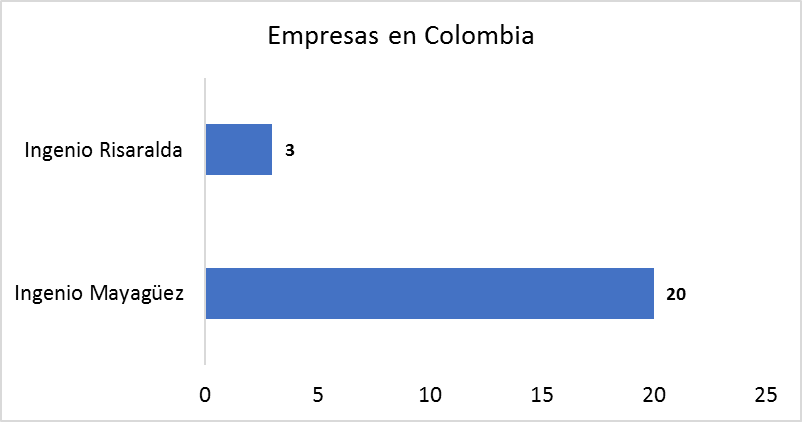 Empresas en Colombia
Ingenio Risaralda 3
Ingenio Mayagüez 20
0 5 10 15 20 25